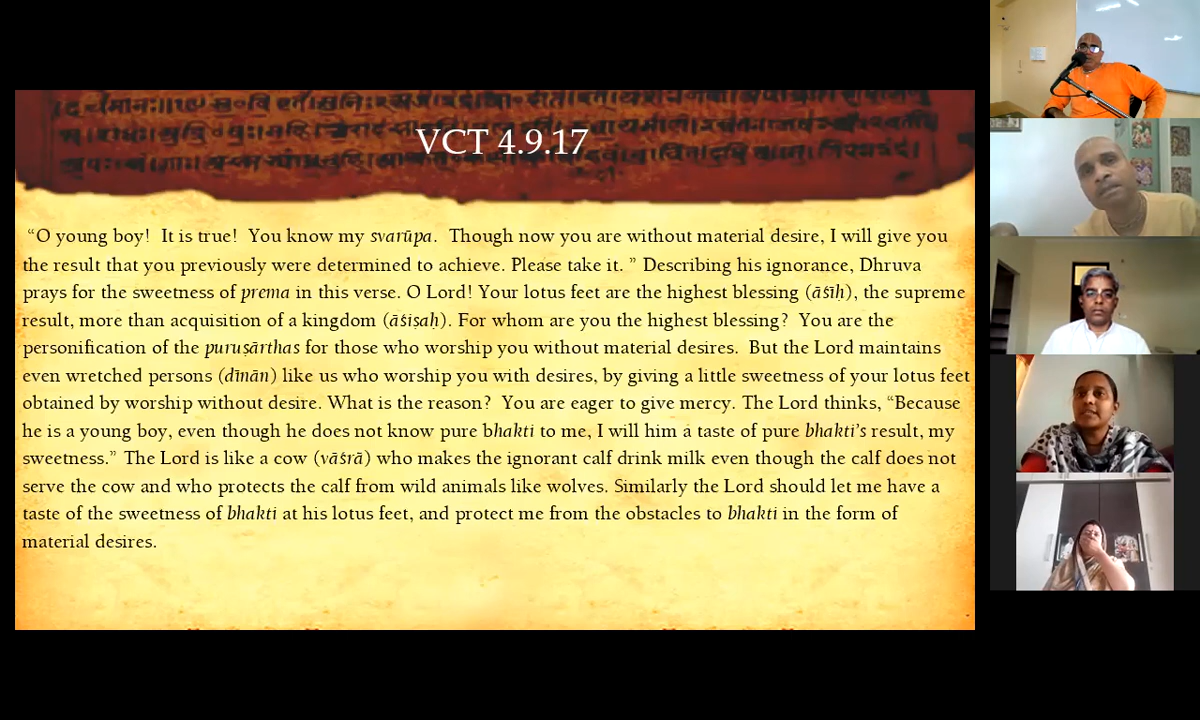 VCT 4.9.17
“O young boy!  It is true!  You know my svarūpa.  Though now you are without material desire, I will give you
the result that you previously were determined to achieve. Please take it. ” Describing his ignorance, Dhruva
prays for the sweetness of prema in this verse. O Lord! Your lotus feet are the highest blessing (āśīḥ), the supreme
result, more than acquisition of a kingdom (āśiṣaḥ). For whom are you the highest blessing?  You are the
personification of the puruṣārthas for those who worship you without material desires.  But the Lord maintains
even wretched persons (dīnān) like us who worship you with desires, by giving a little sweetness of your lotus feet
obtained by worship without desire. What is the reason?  You are eager to give mercy. The Lord thinks, “Because
he is a young boy, even though he does not know pure bhakti to me, I will him a taste of pure bhakti’s result, my
sweetness.” The Lord is like a cow (vāśrā) who makes the ignorant calf drink milk even though the calf does not
serve the cow and who protects the calf from wild animals like wolves. Similarly the Lord should let me have a
taste of the sweetness of bhakti at his lotus feet, and protect me from the obstacles to bhakti in the form of
material desires.